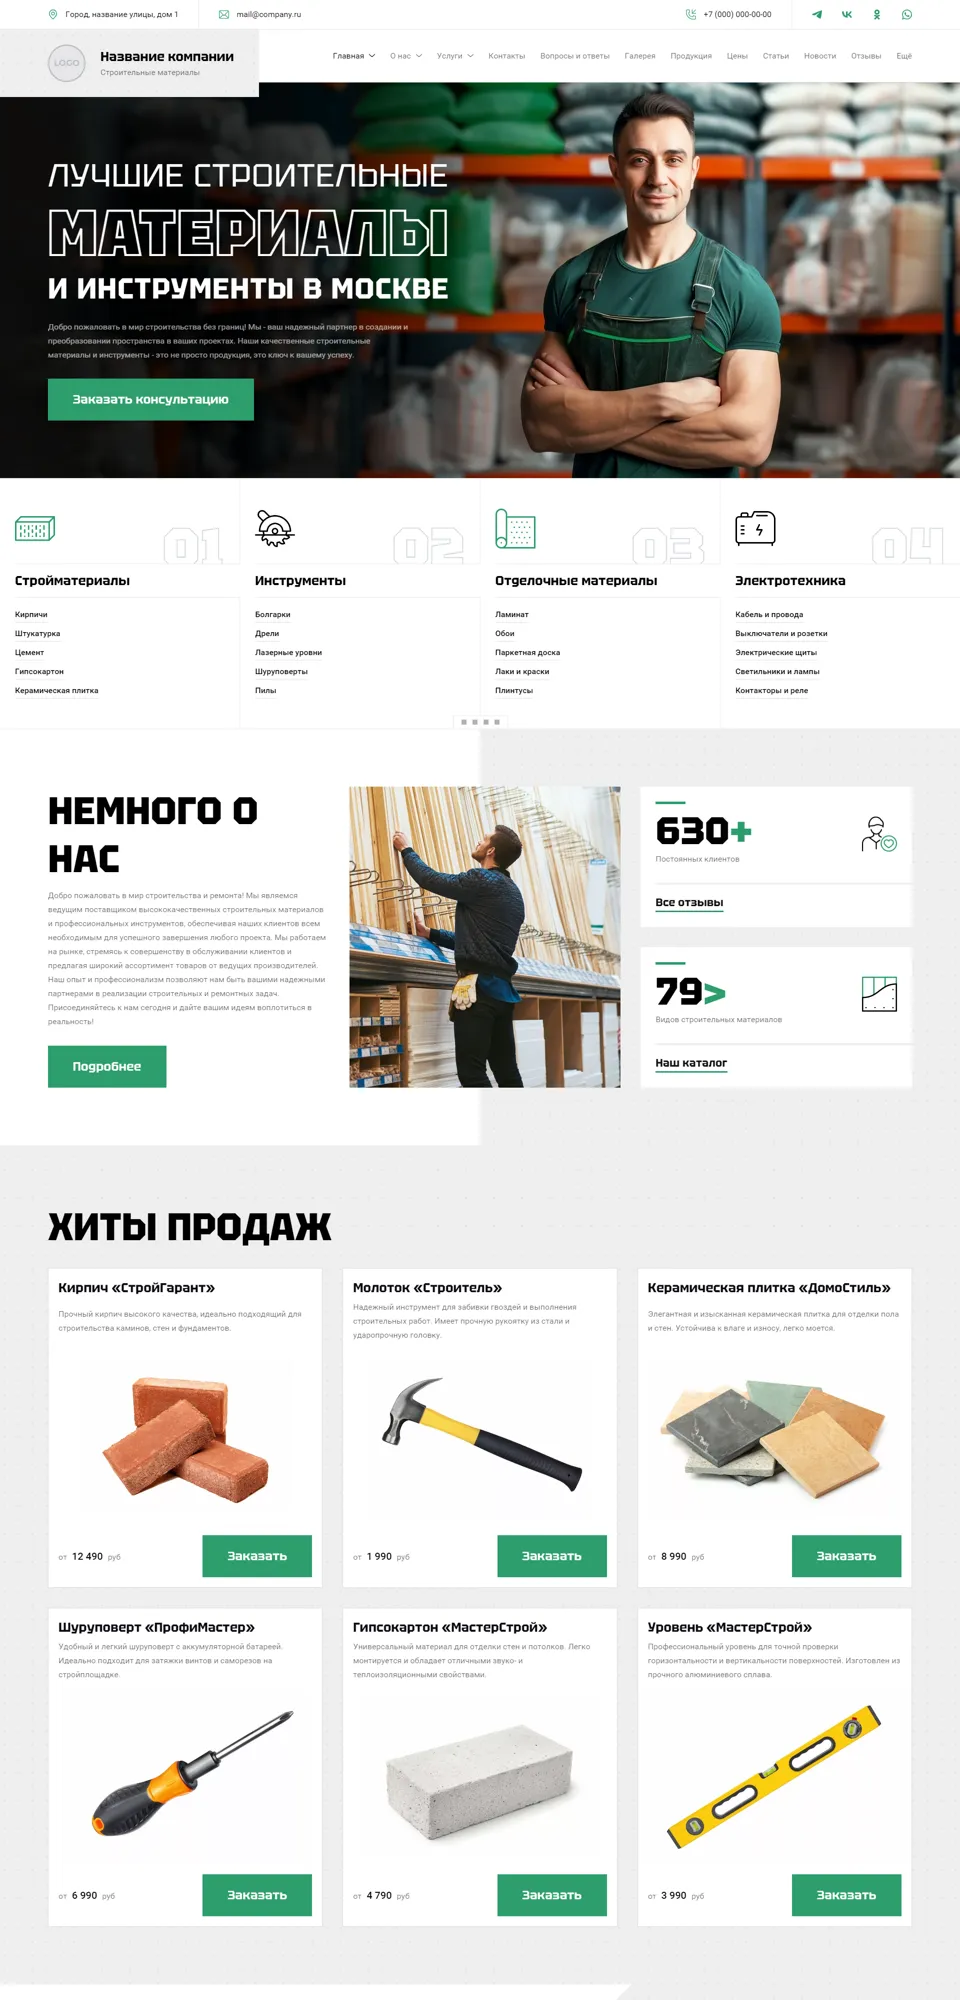 Город, название улицы, дом 1
mail@company.ru
+7 (000) 000-00-00
LOGO
Название компании
Строительные материалы
Главная
О нас
Услуги
Контакты
Вопросы и ответы
Галерея
Продукция
Цены
Статьи
Новости
Отзывы
Ещё
ЛУЧШИЕ СТРОИТЕЛЬНЫЕ
МАТЕРИАЛЫ
И ИНСТРУМЕНТЫ В МОСКВЕ
Добро пожаловать в мир строительства без границ! Мы - ваш надежный партнер в создании и
преобразовании пространства в ваших проектах. Наши качественные строительные
материалы и инструменты - это не просто продукция, это ключ к вашему успеху.
Заказать консультацию
01
Стройматериалы
Кирпичи
Штукатурка
Цемент
Гипсокартон
Керамическая плитка
02
Инструменты
Болгарки
Дрели
Лазерные уровни
Шуруповерты
Пилы
03
Отделочные материалы
Ламинат
Обои
Паркетная доска
Лаки и краски
Плинтусы
04
Электротехника
Кабель и провода
Выключатели и розетки
Электрические щиты
Светильники и лампы
Контакторы и реле
НЕМНОГО О
НАС
Добро пожаловать в мир строительства и ремонта! Мы являемся
ведущим поставщиком высококачественных строительных материалов
и профессиональных инструментов, обеспечивая наших клиентов всем
необходимым для успешного завершения любого проекта. Мы работаем
на рынке, стремясь к совершенству в обслуживании клиентов и
предлагая широкий ассортимент товаров от ведущих производителей.
Наш опыт и профессионализм позволяют нам быть вашими надежными
партнерами в реализации строительных и ремонтных задач.
Присоединяйтесь к нам сегодня и дайте вашим идеям воплотиться в
реальность!
Подробнее
630+
Постоянных клиентов
Все отзывы
79>
Видов строительных материалов
Наш каталог
ХИТЫ ПРОДАЖ
Кирпич «СтройГарант»
Прочный кирпич высокого качества, идеально подходящий для
строительства каминов, стен и фундаментов.
от 12 490 руб
Заказать
Молоток «Строитель»
Надежный инструмент для забивки гвоздей и выполнения
строительных работ. Имеет прочную рукоятку из стали и
ударопрочную головку.
от 1 990 руб
Заказать
Керамическая плитка «ДомоСтиль»
Элегантная и изысканная керамическая плитка для отделки пола
и стен. Устойчива к влаге и износу, легко моется.
от 8 990 руб
Заказать
Шуруповерт «ПрофиМастер»
Удобный и легкий шуруповерт с аккумуляторной батареей.
Идеально подходит для затяжки винтов и саморезов на
стройплощадке.
от 6 990 руб
Заказать
Гипсокартон «МастерСтрой»
Универсальный материал для отделки стен и потолков. Легко
монтируется и обладает отличными звуко- и
теплоизоляционными свойствами.
от 4 790 руб
Заказать
Уровень «МастерСтрой»
Профессиональный уровень для точной проверки
горизонтальности и вертикальности поверхностей. Изготовлен из
прочного алюминиевого сплава.
от 3 990 руб
Заказать